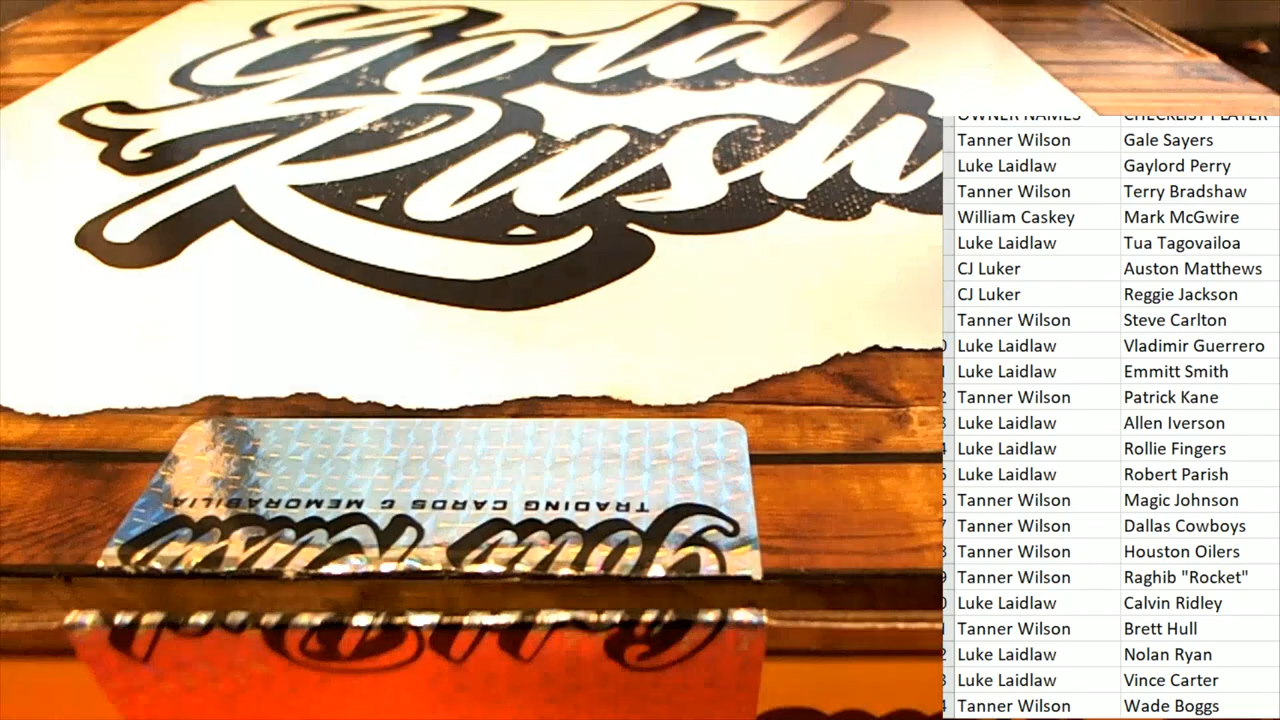 Gold
Rush
OWNER NAMES CHECKLIST PLAYER
Tanner Wilson Gale Sayers
Luke Laidlaw Gaylord Perry
Tanner Wilson Terry Bradshaw
William Caskey Mark McGwire
Luke Laidlaw Tua Tagovailoa
CJ Luker Auston Matthews
CJ Luker Reggie Jackson
Tanner Wilson Steve Carlton
Luke Laidlaw Vladimir Guerrero
Luke Laidlaw Emmitt Smith
Tanner Wilson Patrick Kane
Luke Laidlaw Allen Iverson
Luke Laidlaw Rollie Fingers
Luke Laidlaw Robert Parish
Tanner Wilson Magic Johnson
Tanner Wilson Dallas Cowboys
Tanner Wilson Houston Oilers
Tanner Wilson Raghib "Rocket"
Luke Laidlaw Calvin Ridley
Tanner Wilson Brett Hull
Luke Laidlaw Nolan Ryan
Luke Laidlaw Vince Carter
Tanner Wilson Wade Boggs
TRADING CARDS & MEMORABILIA
Gold Rush